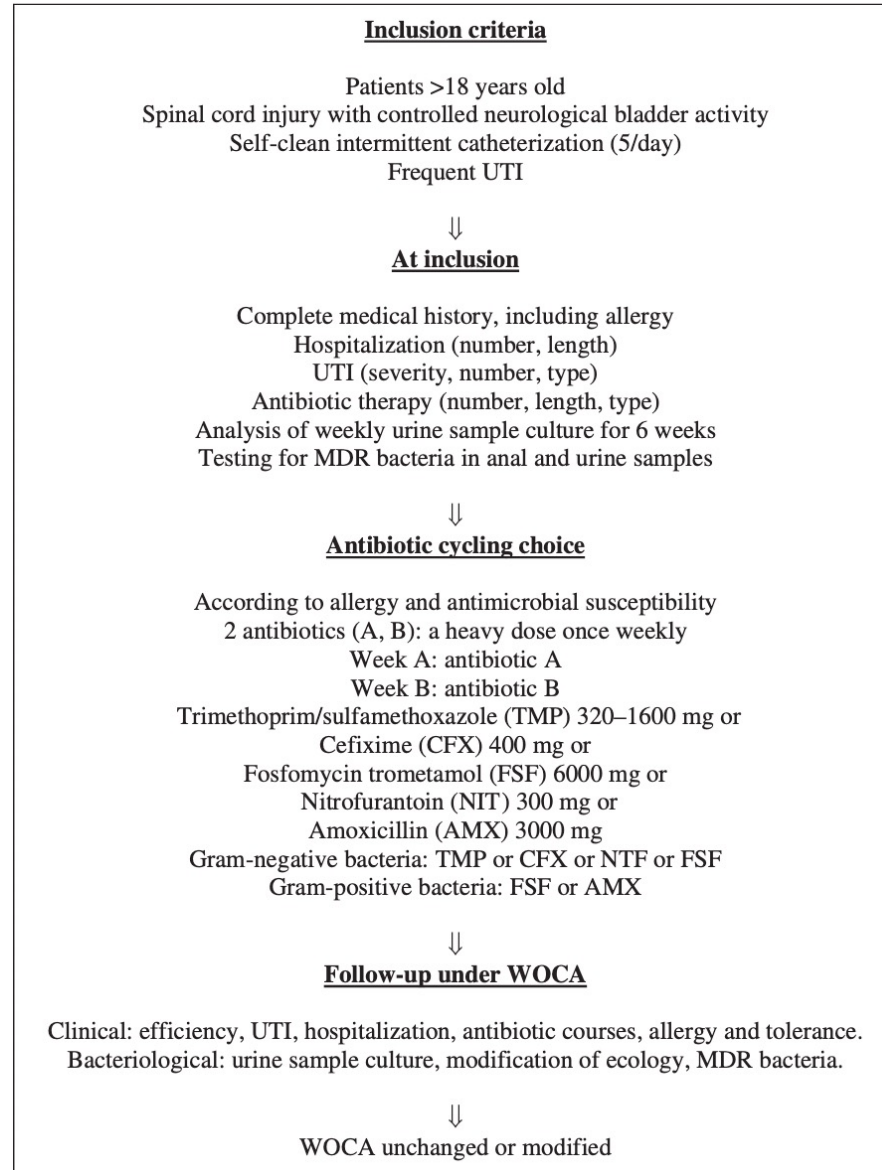 Inclusion criteria
Patients >18 years old
Spinal cord injury with controlled neurological bladder activity
Self-clean intermittent catheterization (5/day)
Frequent UTI
⇓
At inclusion
Complete medical history, including allergy
Hospitalization (number, length)
UTI (severity, number, type)
Antibiotic therapy (number, length, type)
Analysis of weekly urine sample culture for 6 weeks
Testing for MDR bacteria in anal and urine samples
⇓
Antibiotic cycling choice
According to allergy and antimicrobial susceptibility
2 antibiotics (A, B): a heavy dose once weekly
Week A: antibiotic A
Week B: antibiotic B
Trimethoprim/sulfamethoxazole (TMP) 320–1600 mg or
Cefixime (CFX) 400 mg or
Fosfomycin trometamol (FSF) 6000 mg or
Nitrofurantoin (NIT) 300 mg or
Amoxicillin (AMX) 3000 mg
Gram-negative bacteria: TMP or CFX or NTF or FSF
Gram-positive bacteria: FSF or AMX
⇓
Follow-up under WOCA
Clinical: efficiency, UTI, hospitalization, antibiotic courses, allergy and tolerance.
Bacteriological: urine sample culture, modification of ecology, MDR bacteria.
⇓
WOCA unchanged or modified